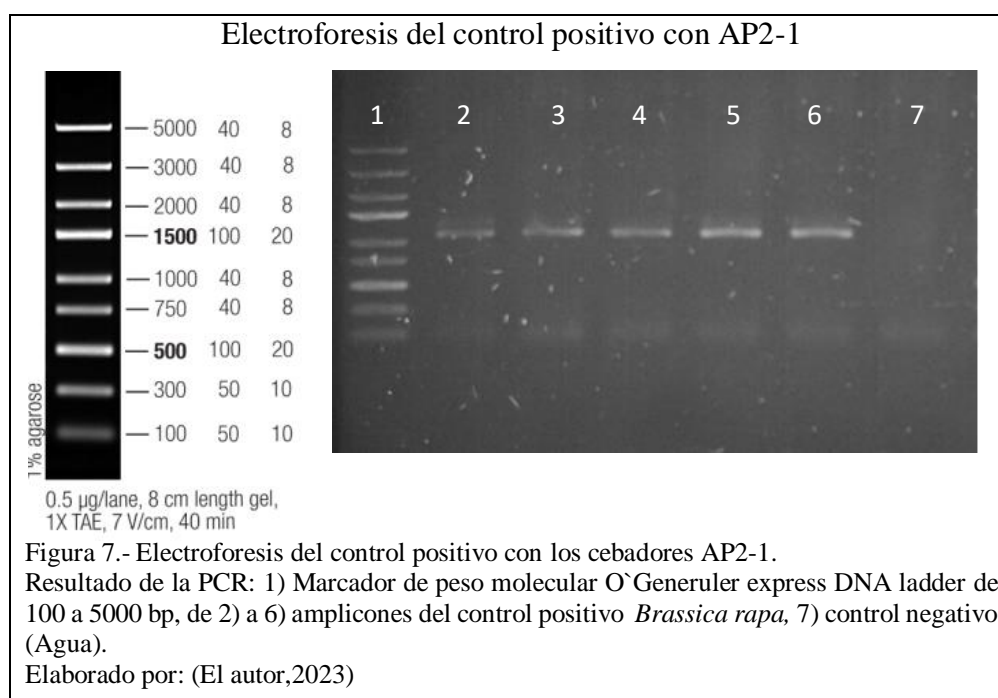 Electroforesis del control positivo con AP2-1
5000 40 8
3000 40 8
2000 40 8
1500 100 20
1000 40 8
750 40 8
500 100 20
300 50 10
100 50 10
1% agarose
0.5 µg/lane, 8 cm length gel,
1X TAE, 7 V/cm, 40 min
1 2 3 4 5 6 7
Figura 7.- Electroforesis del control positivo con los cebadores AP2-1.
Resultado de la PCR: 1) Marcador de peso molecular O`Generuler express DNA ladder de
100 a 5000 bp, de 2) a 6) amplicones del control positivo Brassica rapa, 7) control negativo
(Agua).
Elaborado por: (El autor,2023)